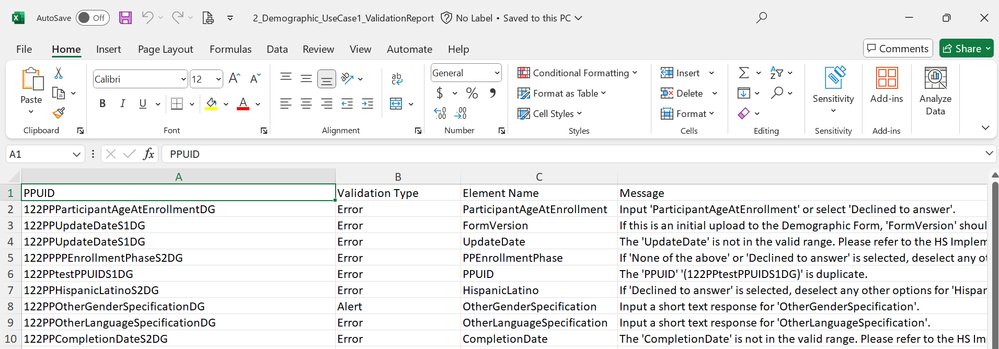 AutoSave Off 2_Demographic_UseCase1_ValidationReport No Label • Saved to this PC
File Home Insert Page Layout Formulas Data Review View Automate Help Comments Share
Calibri 12 General Conditional Formatting Insert Delete Format
Paste B I U A $ % Format as Table Cell Styles Sensitivity Add-ins Analyze Data
Clipboard Font Alignment Number Styles Cells Editing Sensitivity Add-ins
A1 fx PPUID
A B C
1 PPUID Validation Type Element Name Message
2 122PPParticipantAgeAtEnrollmentDG Error ParticipantAgeAtEnrollment Input 'ParticipantAgeAtEnrollment' or select 'Declined to answer'.
3 122PPUpdateDateS1DG Error FormVersion If this is an initial upload to the Demographic Form, 'FormVersion' shoul
4 122PPUpdateDateS1DG Error UpdateDate The 'UpdateDate' is not in the valid range. Please refer to the HS Implem
5 122PPPPEnrollmentPhaseS2DG Error PPEnrollmentPhase If 'None of the above' or 'Declined to answer' is selected, deselect any ot
6 122PPtestPPUIDS1DG Error PPUID The 'PPUID' '(122PPtestPPUIDS1DG)' is duplicate.
7 122PPHispanicLatinoS2DG Error HispanicLatino If 'Declined to answer' is selected, deselect any other options for 'Hispar
8 122PPOtherGenderSpecificationDG Alert OtherGenderSpecification Input a short text response for 'OtherGenderSpecification'.
9 122PPOtherLanguageSpecificationDG Error OtherLanguageSpecification Input a short text response for 'OtherLanguageSpecification'.
10 122PPCompletionDateS2DG Error CompletionDate The 'CompletionDate' is not in the valid range. Please refer to the HS Im